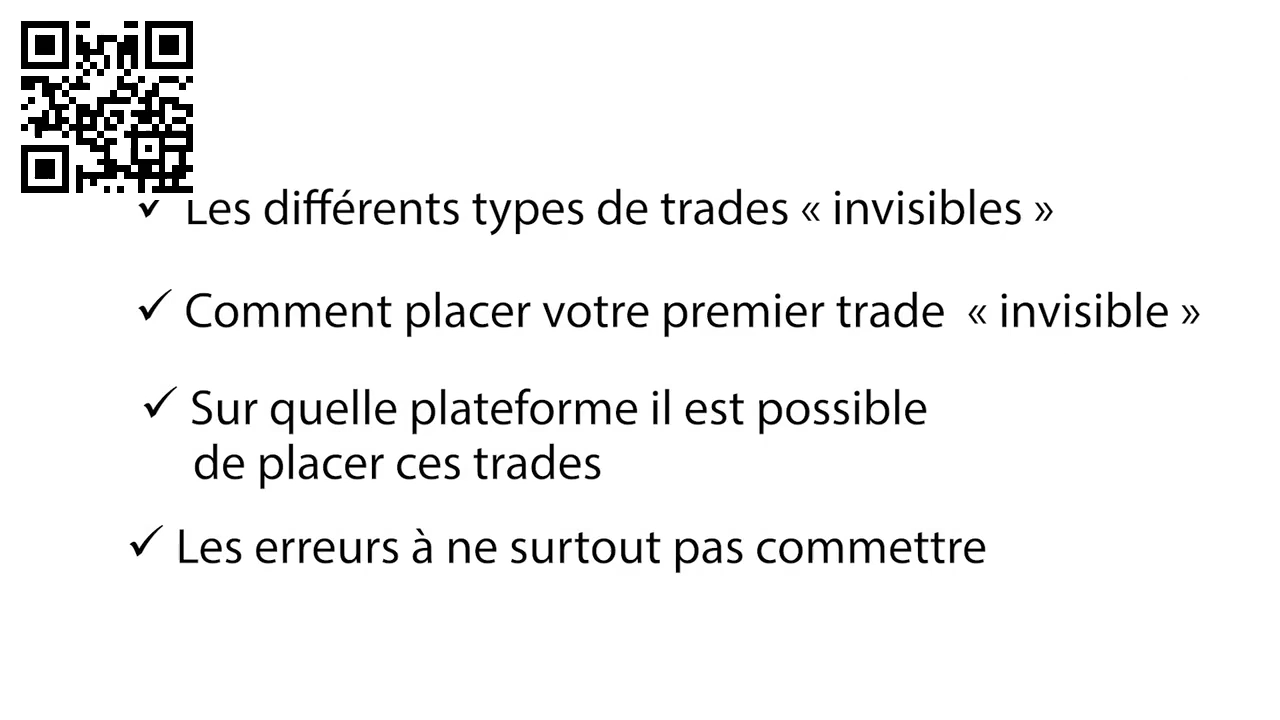 ✓ Les différents types de trades « invisibles »
✓ Comment placer votre premier trade « invisible »
✓ Sur quelle plateforme il est possible
de placer ces trades
✓ Les erreurs à ne surtout pas commettre